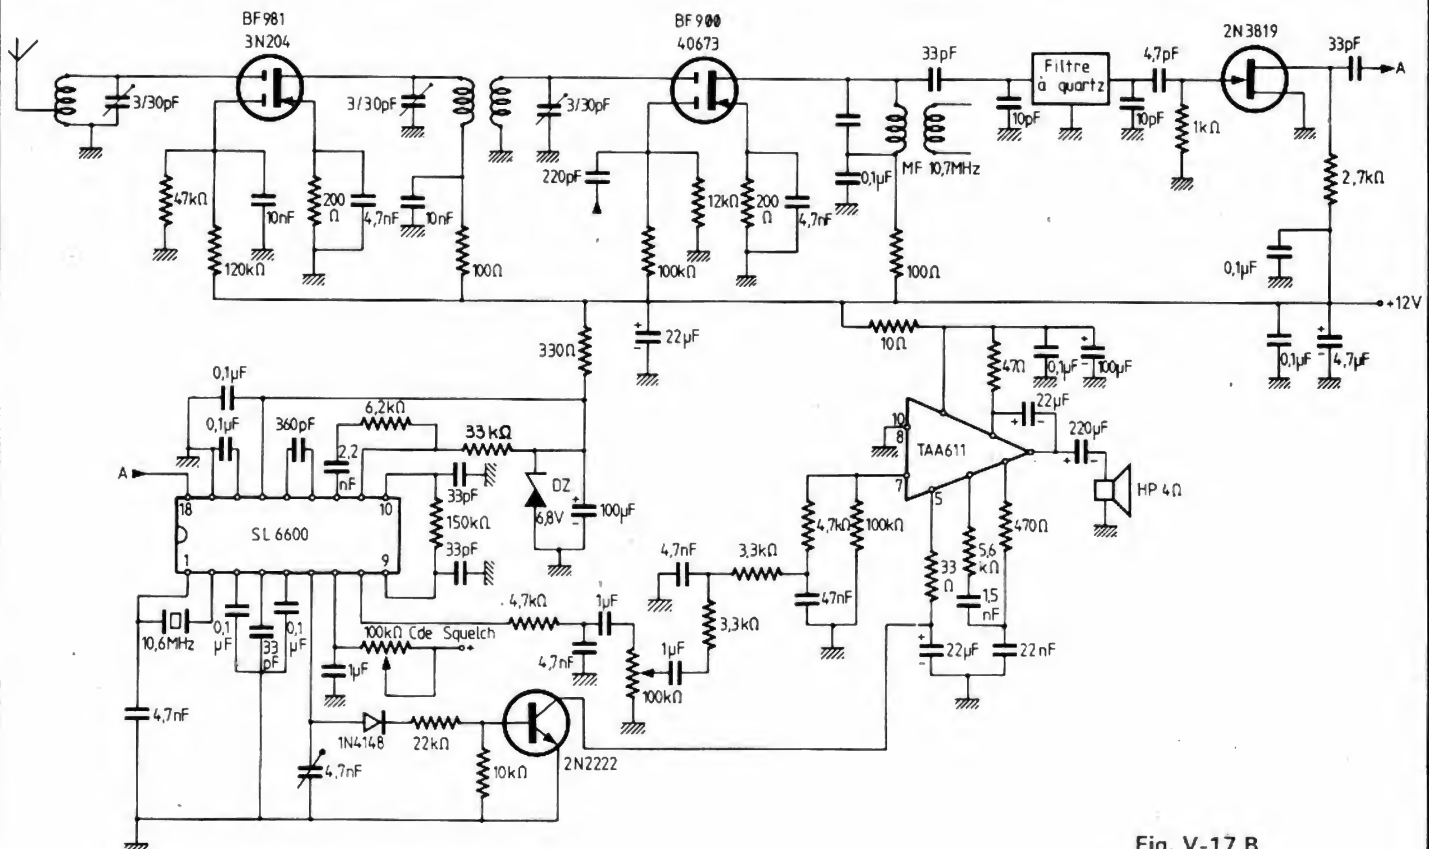 BF981
3N204
BF900
40673
2N3819
3/30pF
3/30pF
3/30pF
33pF
Filtre
à quartz
4,7pF
33pF
A
10pF
10pF
1kΩ
47kΩ
10nF
200
Ω
4,7nF
10nF
120kΩ
100Ω
220pF
12kΩ
200
Ω
4,7nF
100kΩ
0,1µF
MF 10,7MHz
100Ω
2,7kΩ
0,1µF
+12V
330Ω
+
-
22µF
10Ω
47Ω
0,1µF
+
-
100µF
0,1µF
+
-
4,7µF
0,1µF
0,1µF
360pF
6,2kΩ
2,2
nF
33kΩ
A
18
10
SL 6600
1
9
33pF
150kΩ
33pF
DZ
6,8V
+
-
100µF
10
8
TAA611
7
5
22µF
+ -
220µF
+ -
HP 4Ω
4,7kΩ
100kΩ
470Ω
33
Ω
5,6
kΩ
1,5
nF
4,7nF
3,3kΩ
47nF
3,3kΩ
+
-
22µF
22nF
10,6MHz
0,1
µF
33
pF
0,1
µF
1µF
100kΩ Cde Squelch
+
4,7kΩ
1µF
4,7nF
100kΩ
1µF
4,7nF
4,7nF
1N4148
22kΩ
10kΩ
2N2222
Fig. V-17 B